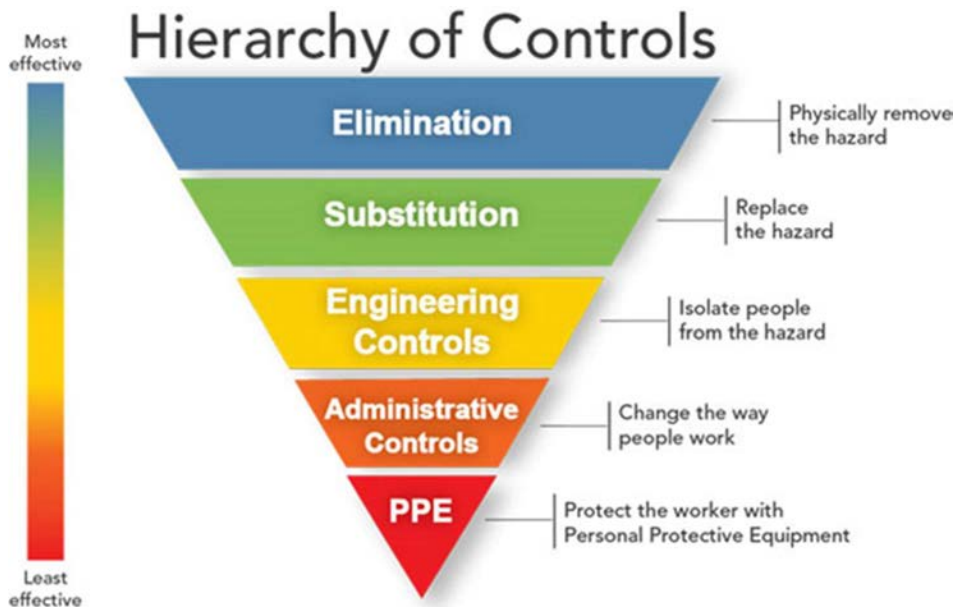 Hierarchy of Controls
Most
effective
Elimination
Physically remove
the hazard
Substitution
Replace
the hazard
Engineering
Controls
Isolate people
from the hazard
Administrative
Controls
Change the way
people work
PPE
Protect the worker with
Personal Protective Equipment
Least
effective